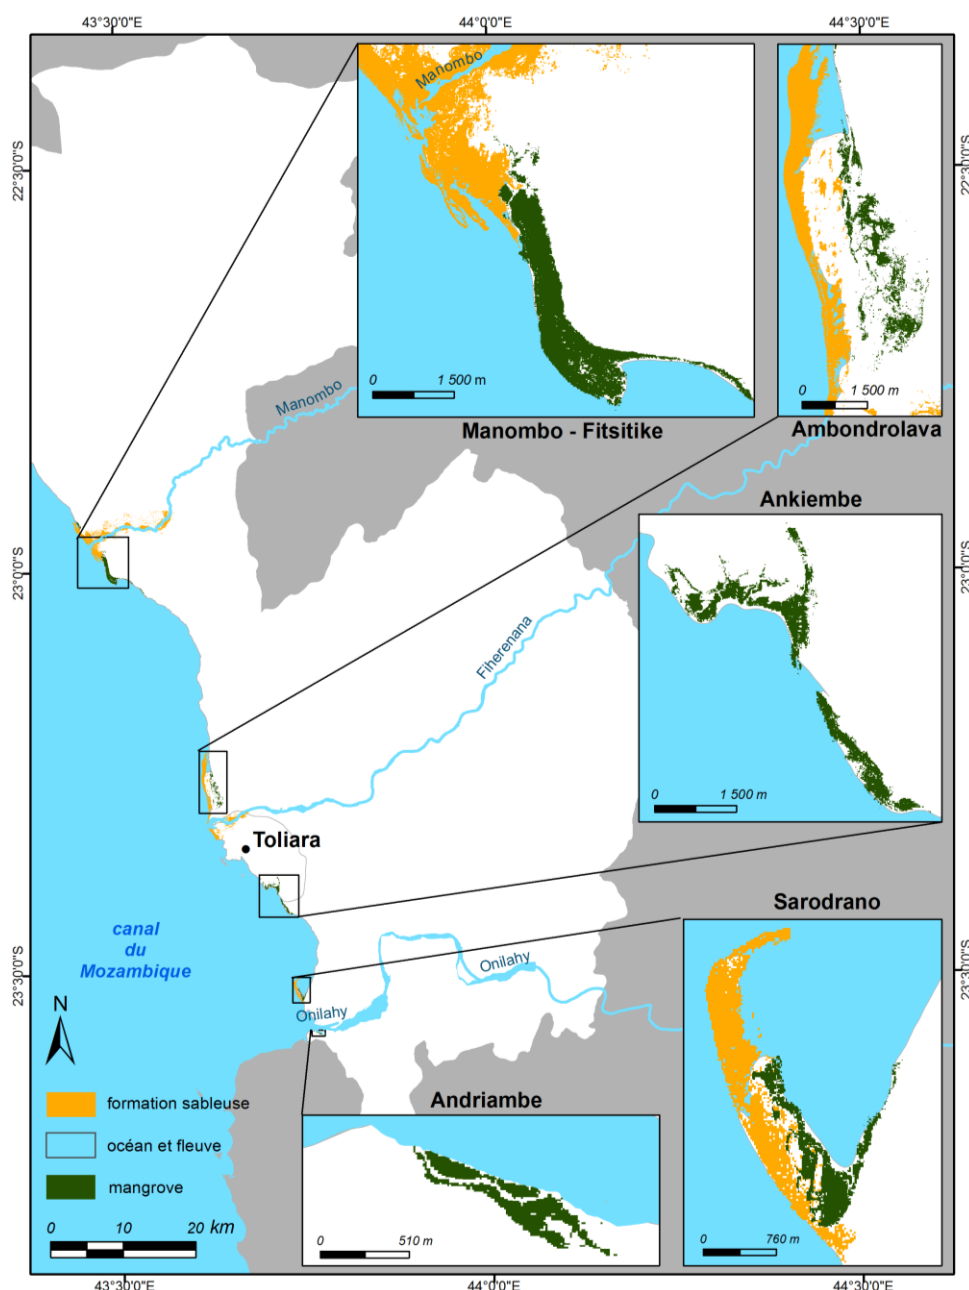 43°30'0"E
44°0'0"E
44°30'0"E
22°30'0"S
22°30'0"S
Manombo
0 1 500 m
Manombo - Fitsitike
0 1 500 m
Ambondrolava
Manombo
Ankiembe
0 1 500 m
23°0'0"S
23°0'0"S
Fiherenana
Toliara
canal
du
Mozambique
Sarodrano
0 760 m
23°30'0"S
23°30'0"S
Onilahy
Onilahy
N
Andriambe
0 510 m
formation sableuse
océan et fleuve
mangrove
0 10 20 km
43°30'0"E
44°0'0"E
44°30'0"E